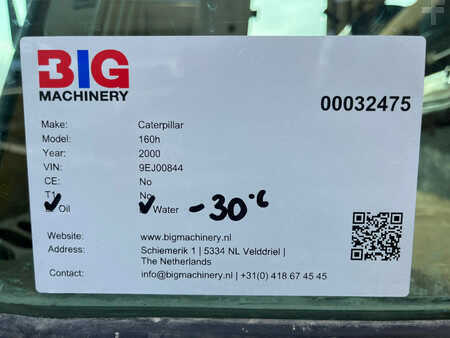 BIG
MACHINERY
00032475
Make: Caterpillar
Model: 160h
Year: 2000
VIN: 9EJ00844
CE: No
T1 No
✓ Oil ✓ Water -30°C
Website: www.bigmachinery.nl
Address: Schiemerik 1 | 5334 NL Velddriel |
The Netherlands
Contact: info@bigmachinery.nl | +31(0) 418 67 45 45